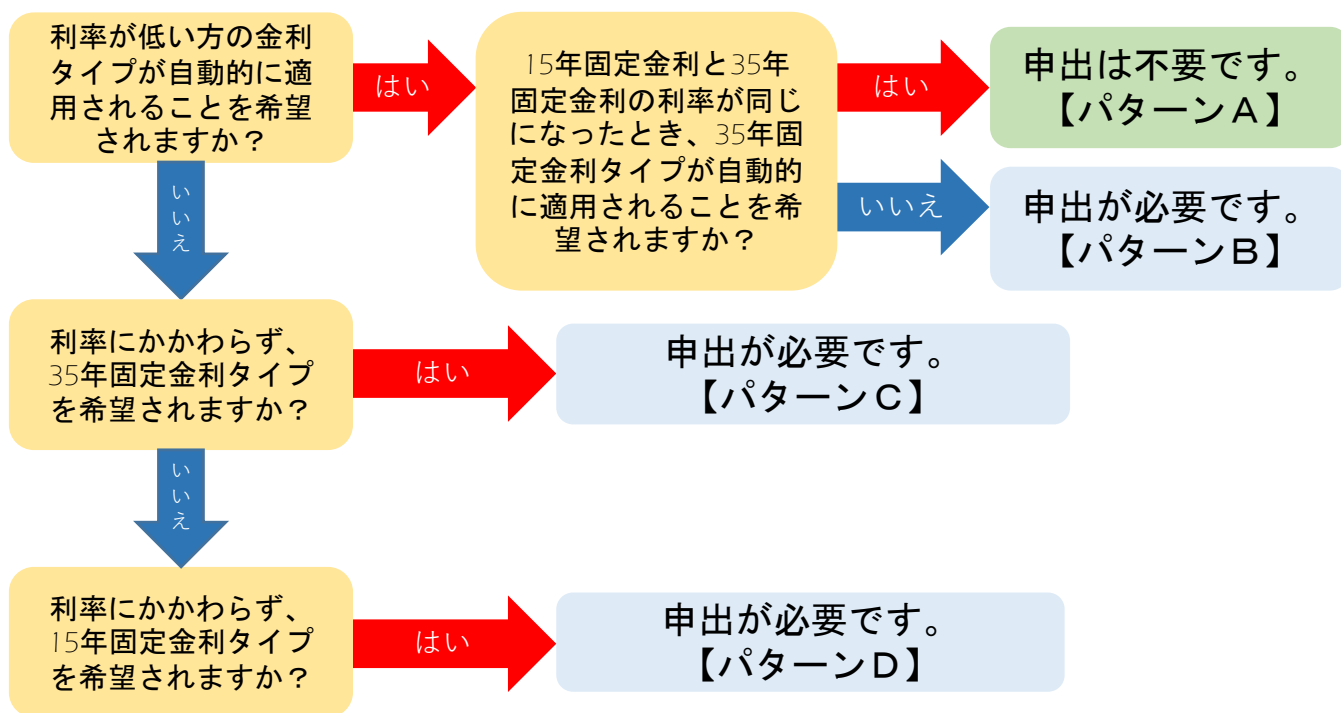 利率が低い方の金利
タイプが自動的に適
用されることを希望
されますか？
はい
15年固定金利と35年
固定金利の利率が同じ
になったとき、35年固
定金利タイプが自動的
に適用されることを希
望されますか？
はい
申出は不要です。
【パターンＡ】
いいえ
申出が必要です。
【パターンＢ】
いいえ
利率にかかわらず、
35年固定金利タイプ
を希望されますか？
はい
申出が必要です。
【パターンＣ】
いいえ
利率にかかわらず、
15年固定金利タイプ
を希望されますか？
はい
申出が必要です。
【パターンＤ】